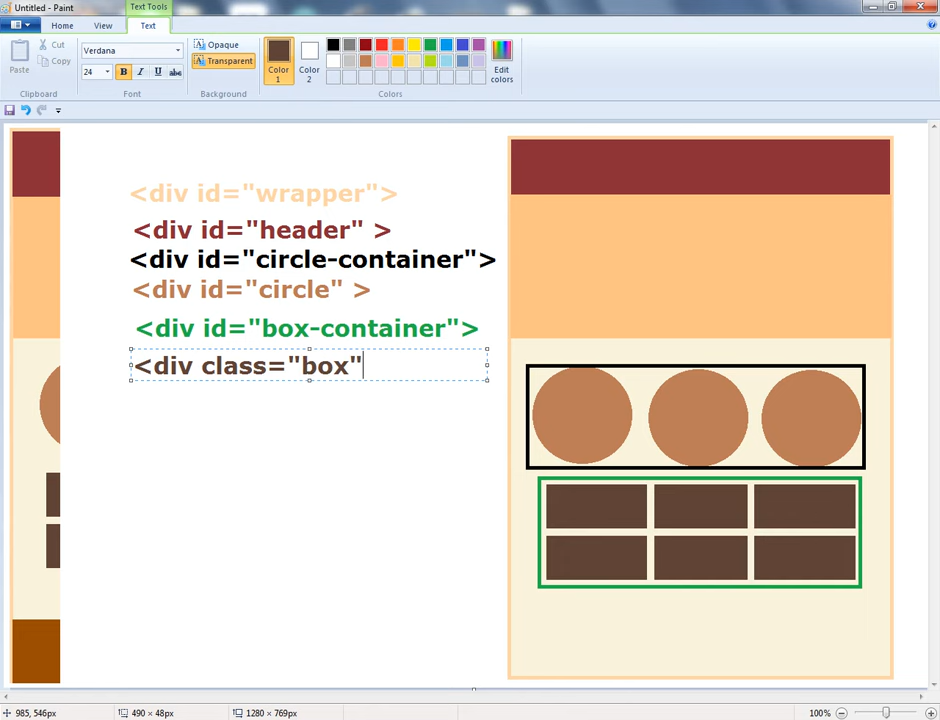 Untitled - Paint
Text Tools
Home View Text
Paste
Cut
Copy
Clipboard
Verdana
24 B I U abc
Font
Opaque
Transparent
Background
Color 1
Color 2
Edit colors
Colors
<div id="wrapper">
<div id="header" >
<div id="circle-container">
<div id="circle" >
<div id="box-container">
<div class="box"
985, 546px 490 × 48px 1280 × 769px 100%